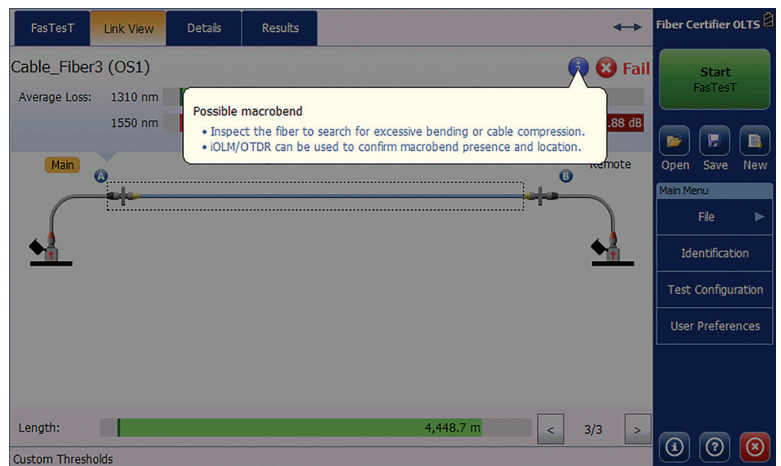 FasTesT Link View Details Results
Fiber Certifier OLTS
Cable_Fiber3 (OS1)
i
Fail
Start
FasTesT
Average Loss: 1310 nm
1550 nm
.88 dB
Possible macrobend
• Inspect the fiber to search for excessive bending or cable compression.
• iOLM/OTDR can be used to confirm macrobend presence and location.
Open Save New
Main
A
B
Remote
Main Menu
File
Identification
Test Configuration
User Preferences
Length: 4,448.7 m < 3/3 >
Custom Thresholds
i ?